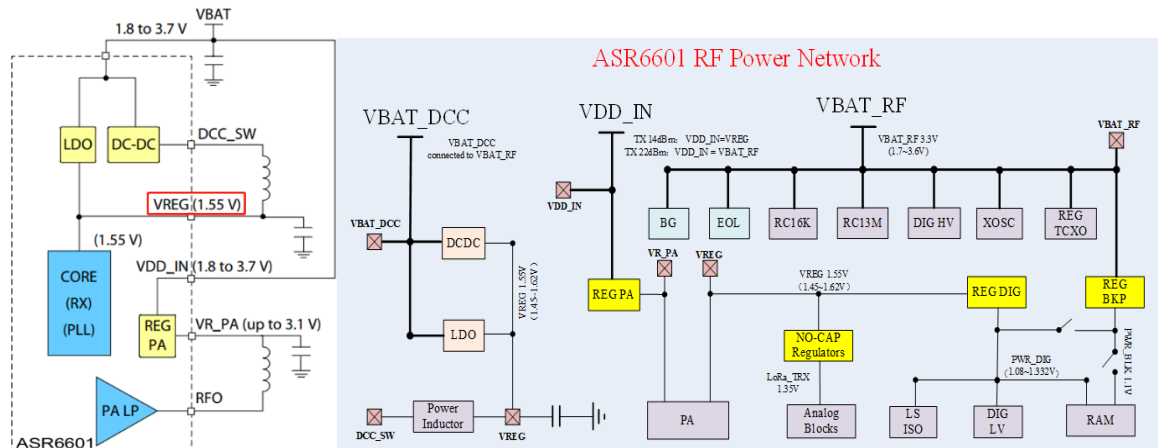 VBAT
1.8 to 3.7 V
LDO
DC-DC
DCC_SW
VREG (1.55 V)
(1.55 V)
CORE
(RX)
(PLL)
VDD_IN (1.8 to 3.7 V)
REG
PA
VR_PA (up to 3.1 V)
PA LP
RFO
ASR6601
ASR6601 RF Power Network
VBAT_DCC
VBAT_DCC
connected to VBAT_RF
VBAT_DCC
DCDC
LDO
VREG 1.55V
(1.45~1.62V)
DCC_SW
Power
Inductor
VREG
VDD_IN
TX 14dBm: VDD_IN=VREG
TX 22dBm: VDD_IN = VBAT_RF
VDD_IN
REG PA
VR_PA
VREG
PA
VBAT_RF
VBAT_RF 3.3V
(1.7~3.6V)
VBAT_RF
BG
EOL
RC16K
RC13M
DIG HV
XOSC
REG
TCXO
VREG 1.55V
(1.45~1.62V)
NO-CAP
Regulators
LoRa_TRX
1.35V
Analog
Blocks
REG DIG
REG
BKP
PWR_DIG
(1.08~1.332V)
PWR_BLK 1.1V
LS
ISO
DIG
LV
RAM